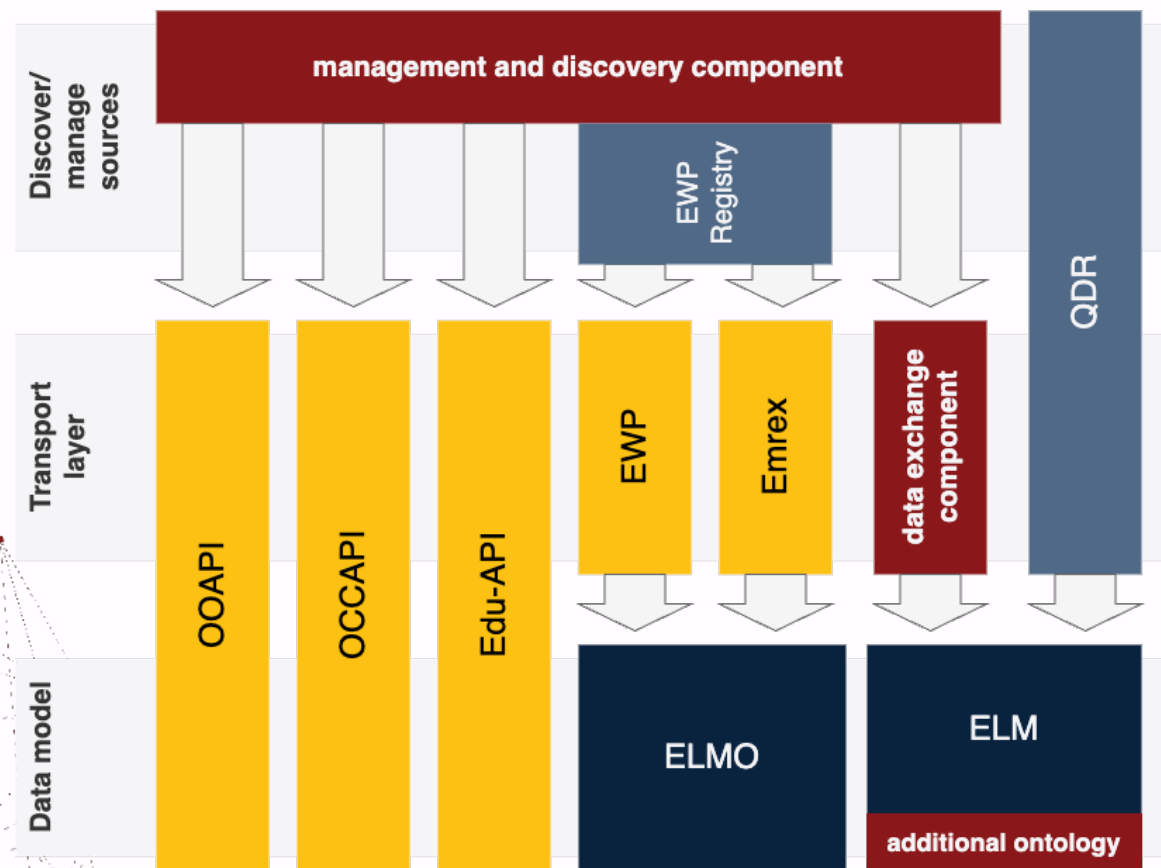 Discover/
manage
sources
management and discovery component
EWP
Registry
QDR
Transport
layer
OOAPI
OCCAPI
Edu-API
EWP
Emrex
data exchange
component
Data model
ELMO
ELM
additional ontology